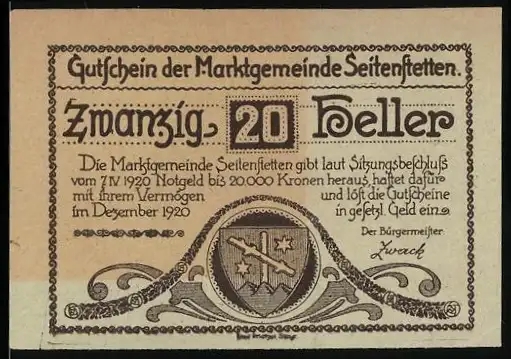 Gutschein der Marktgemeinde Seitenstetten.
Zwanzig 20 Heller
Die Marktgemeinde Seitenstetten gibt laut Sitzungsbeschluß
vom 7. IV 1920 Notgeld bis 20.000 Kronen heraus, haftet dafür
mit ihrem Vermögen und löst die Gutscheine
im Dezember 1920 in gesetzl. Geld ein.
Der Bürgermeister
Zwack